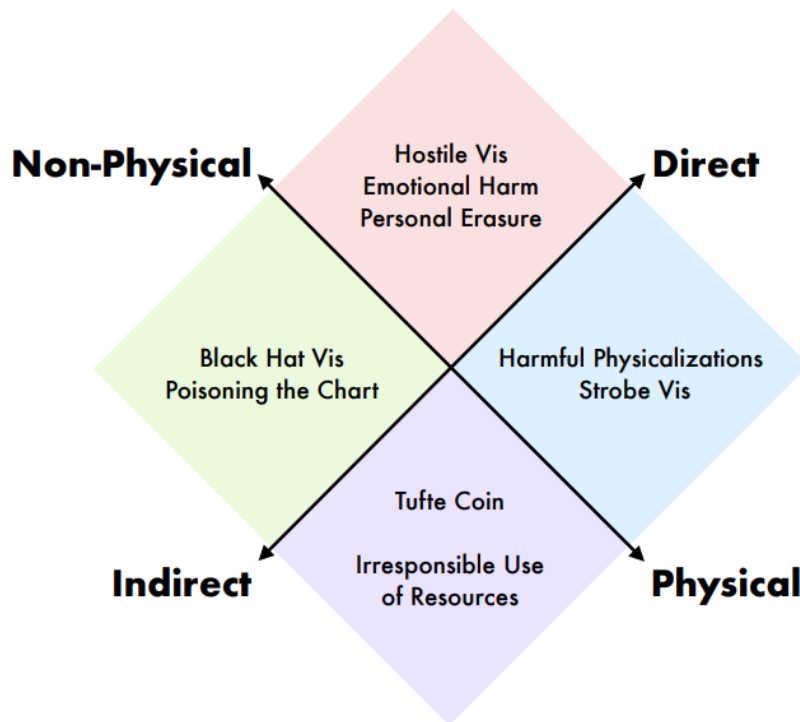 Non-Physical
Direct
Hostile Vis
Emotional Harm
Personal Erasure
Black Hat Vis
Poisoning the Chart
Harmful Physicalizations
Strobe Vis
Tufte Coin
Irresponsible Use
of Resources
Indirect
Physical